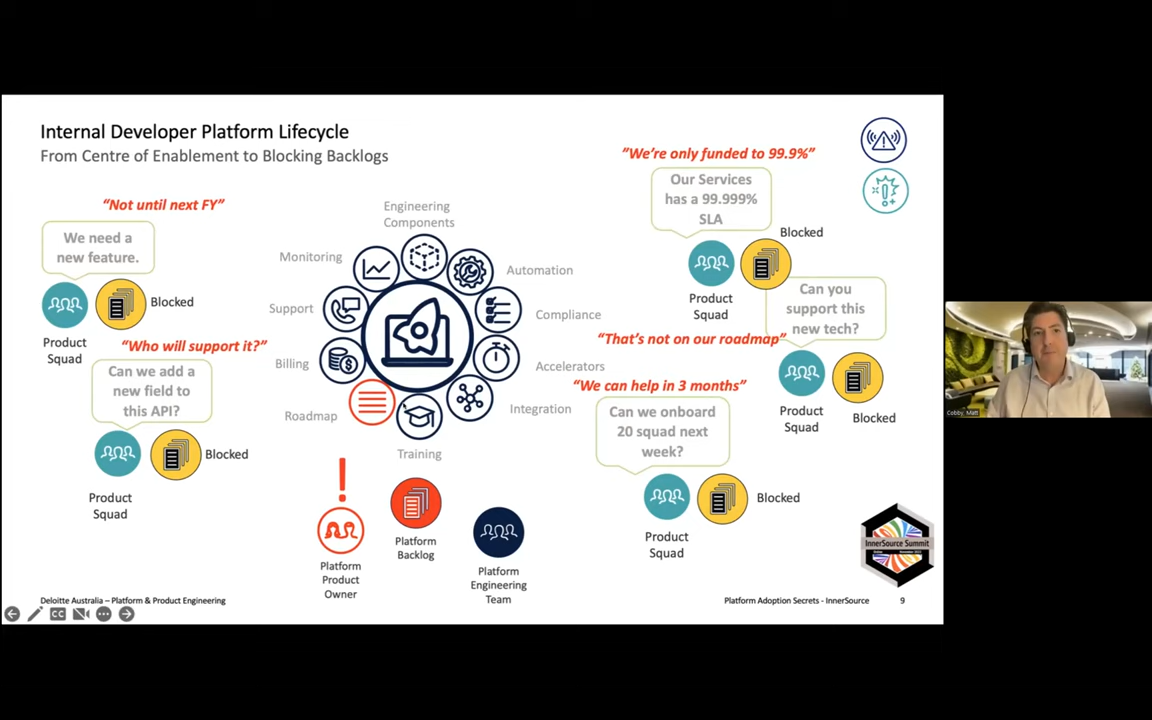 Internal Developer Platform Lifecycle
From Centre of Enablement to Blocking Backlogs
“Not until next FY”
We need a
new feature.
Blocked
Product
Squad
“Who will support it?”
Can we add a
new field to
this API?
Blocked
Product
Squad
Engineering
Components
Monitoring
Automation
Support
Compliance
Billing
Accelerators
Roadmap
Integration
Training
Platform
Product
Owner
Platform
Backlog
Platform
Engineering
Team
“We’re only funded to 99.9%”
Our Services
has a 99.999%
SLA
Blocked
Product
Squad
Can you
support this
new tech?
“That’s not on our roadmap”
Product
Squad
Blocked
“We can help in 3 months”
Can we onboard
20 squad next
week?
Blocked
Product
Squad
InnerSource Summit
Deloitte Australia – Platform & Product Engineering
Platform Adoption Secrets - InnerSource
9
CC
Cobby, Matt